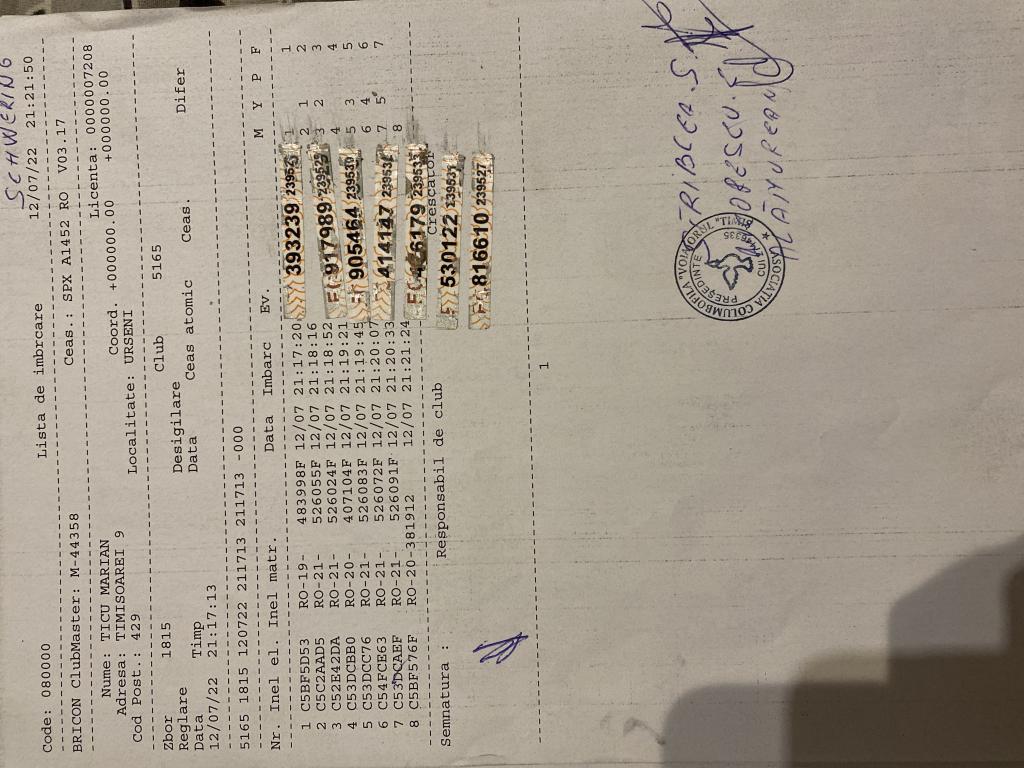 SCHWERING
Lista de imbrcare 12/07/22 21:21:50
Code: 080000
BRICON ClubMaster: M-44358 Ceas.: SPX A1452 RO V03.17
Licenta: 0000007208
Nume: TICU MARIAN Coord. +000000.00 +000000.00
Adresa: TIMISOAREI 9
Cod Post.: 429 Localitate: URSENI
Zbor 1815 Club 5165
Reglare Desigilare
Data Timp Data Ceas atomic Ceas. Difer
12/07/22 21:17:13
5165 1815 120722 211713 211713 -000
Nr. Inel el. Inel matr. Data Imbarc Ev. M Y P F
1 C5BF5D53 RO-19- 483998F 12/07 21:17:20 393239 1 1
2 C5C2AAD5 RO-21- 526055F 12/07 21:18:16 2 1 2
3 C52E42DA RO-21- 526024F 12/07 21:18:52 917989 3 2 3
4 C53DCBB0 RO-20- 407104F 12/07 21:19:21 905464 4 4
5 C53DCC76 RO-21- 526083F 12/07 21:19:45 5 3 5
6 C54FCE63 RO-21- 526072F 12/07 21:20:07 414147 6 4 6
7 C53DCAEF RO-21- 526091F 12/07 21:20:33 7 5 7
8 C5BF576F RO-20-381912 12/07 21:21:24 8
Semnatura : Responsabil de club Crescator
530122
816610 239527
1
ASOCIATIA COLUMBOFILA "VOIAJORUL "TIMIS"
PREȘEDINTE
CUI